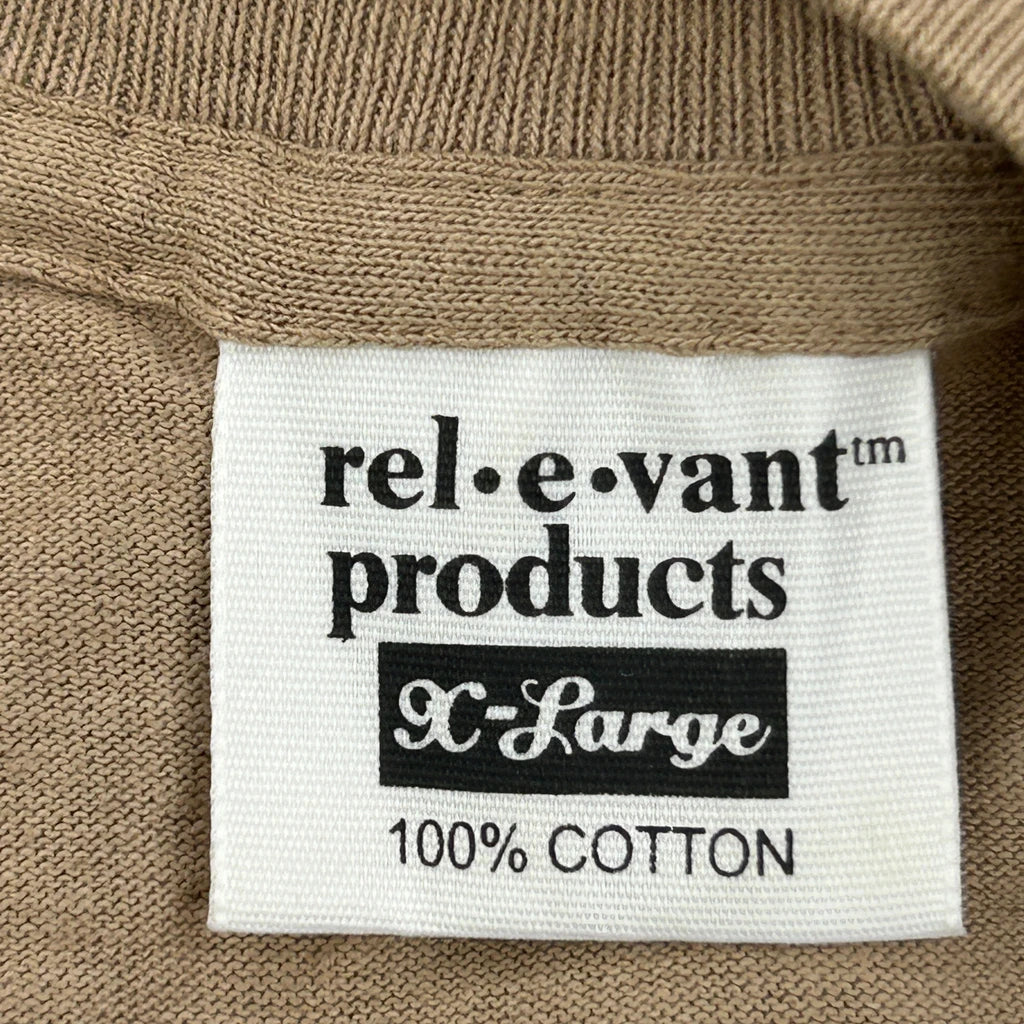 rel•e•vant™
products
X-Large
100% COTTON